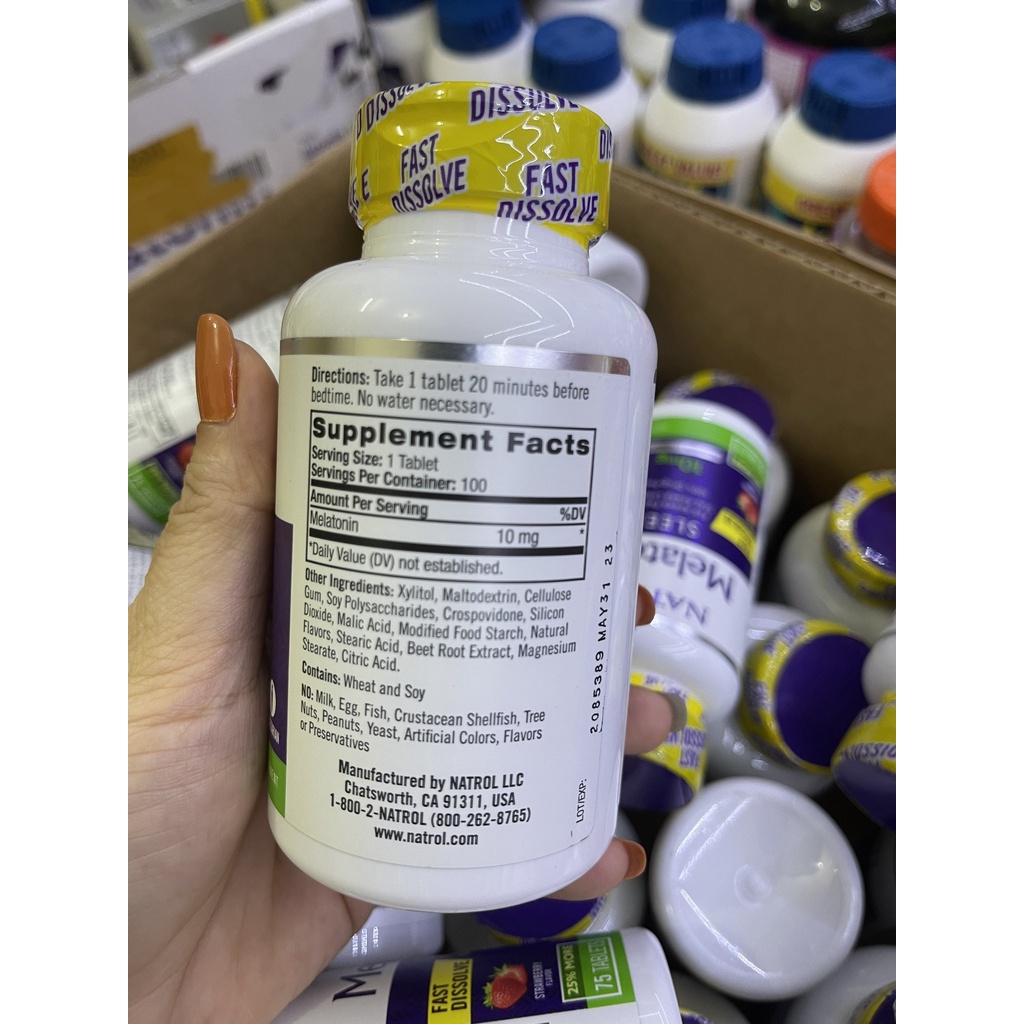 DISSOLVE
FAST
DISSOLVE
FAST
DISSOLVE
Directions: Take 1 tablet 20 minutes before
bedtime. No water necessary.
Supplement Facts
Serving Size: 1 Tablet
Servings Per Container: 100
Amount Per Serving %DV
Melatonin 10 mg *
*Daily Value (DV) not established.
Other Ingredients: Xylitol, Maltodextrin, Cellulose
Gum, Soy Polysaccharides, Crospovidone, Silicon
Dioxide, Malic Acid, Modified Food Starch, Natural
Flavors, Stearic Acid, Beet Root Extract, Magnesium
Stearate, Citric Acid.
Contains: Wheat and Soy
NO: Milk, Egg, Fish, Crustacean Shellfish, Tree
Nuts, Peanuts, Yeast, Artificial Colors, Flavors
or Preservatives
Manufactured by NATROL LLC
Chatsworth, CA 91311, USA
1-800-2-NATROL (800-262-8765)
www.natrol.com
LOT/EXP:
2085389 MAY31 23
10mg
SLEEP
FAST
DISSOLVE
STRAWBERRY
FLAVOR
25% MORE
75 TABLETS